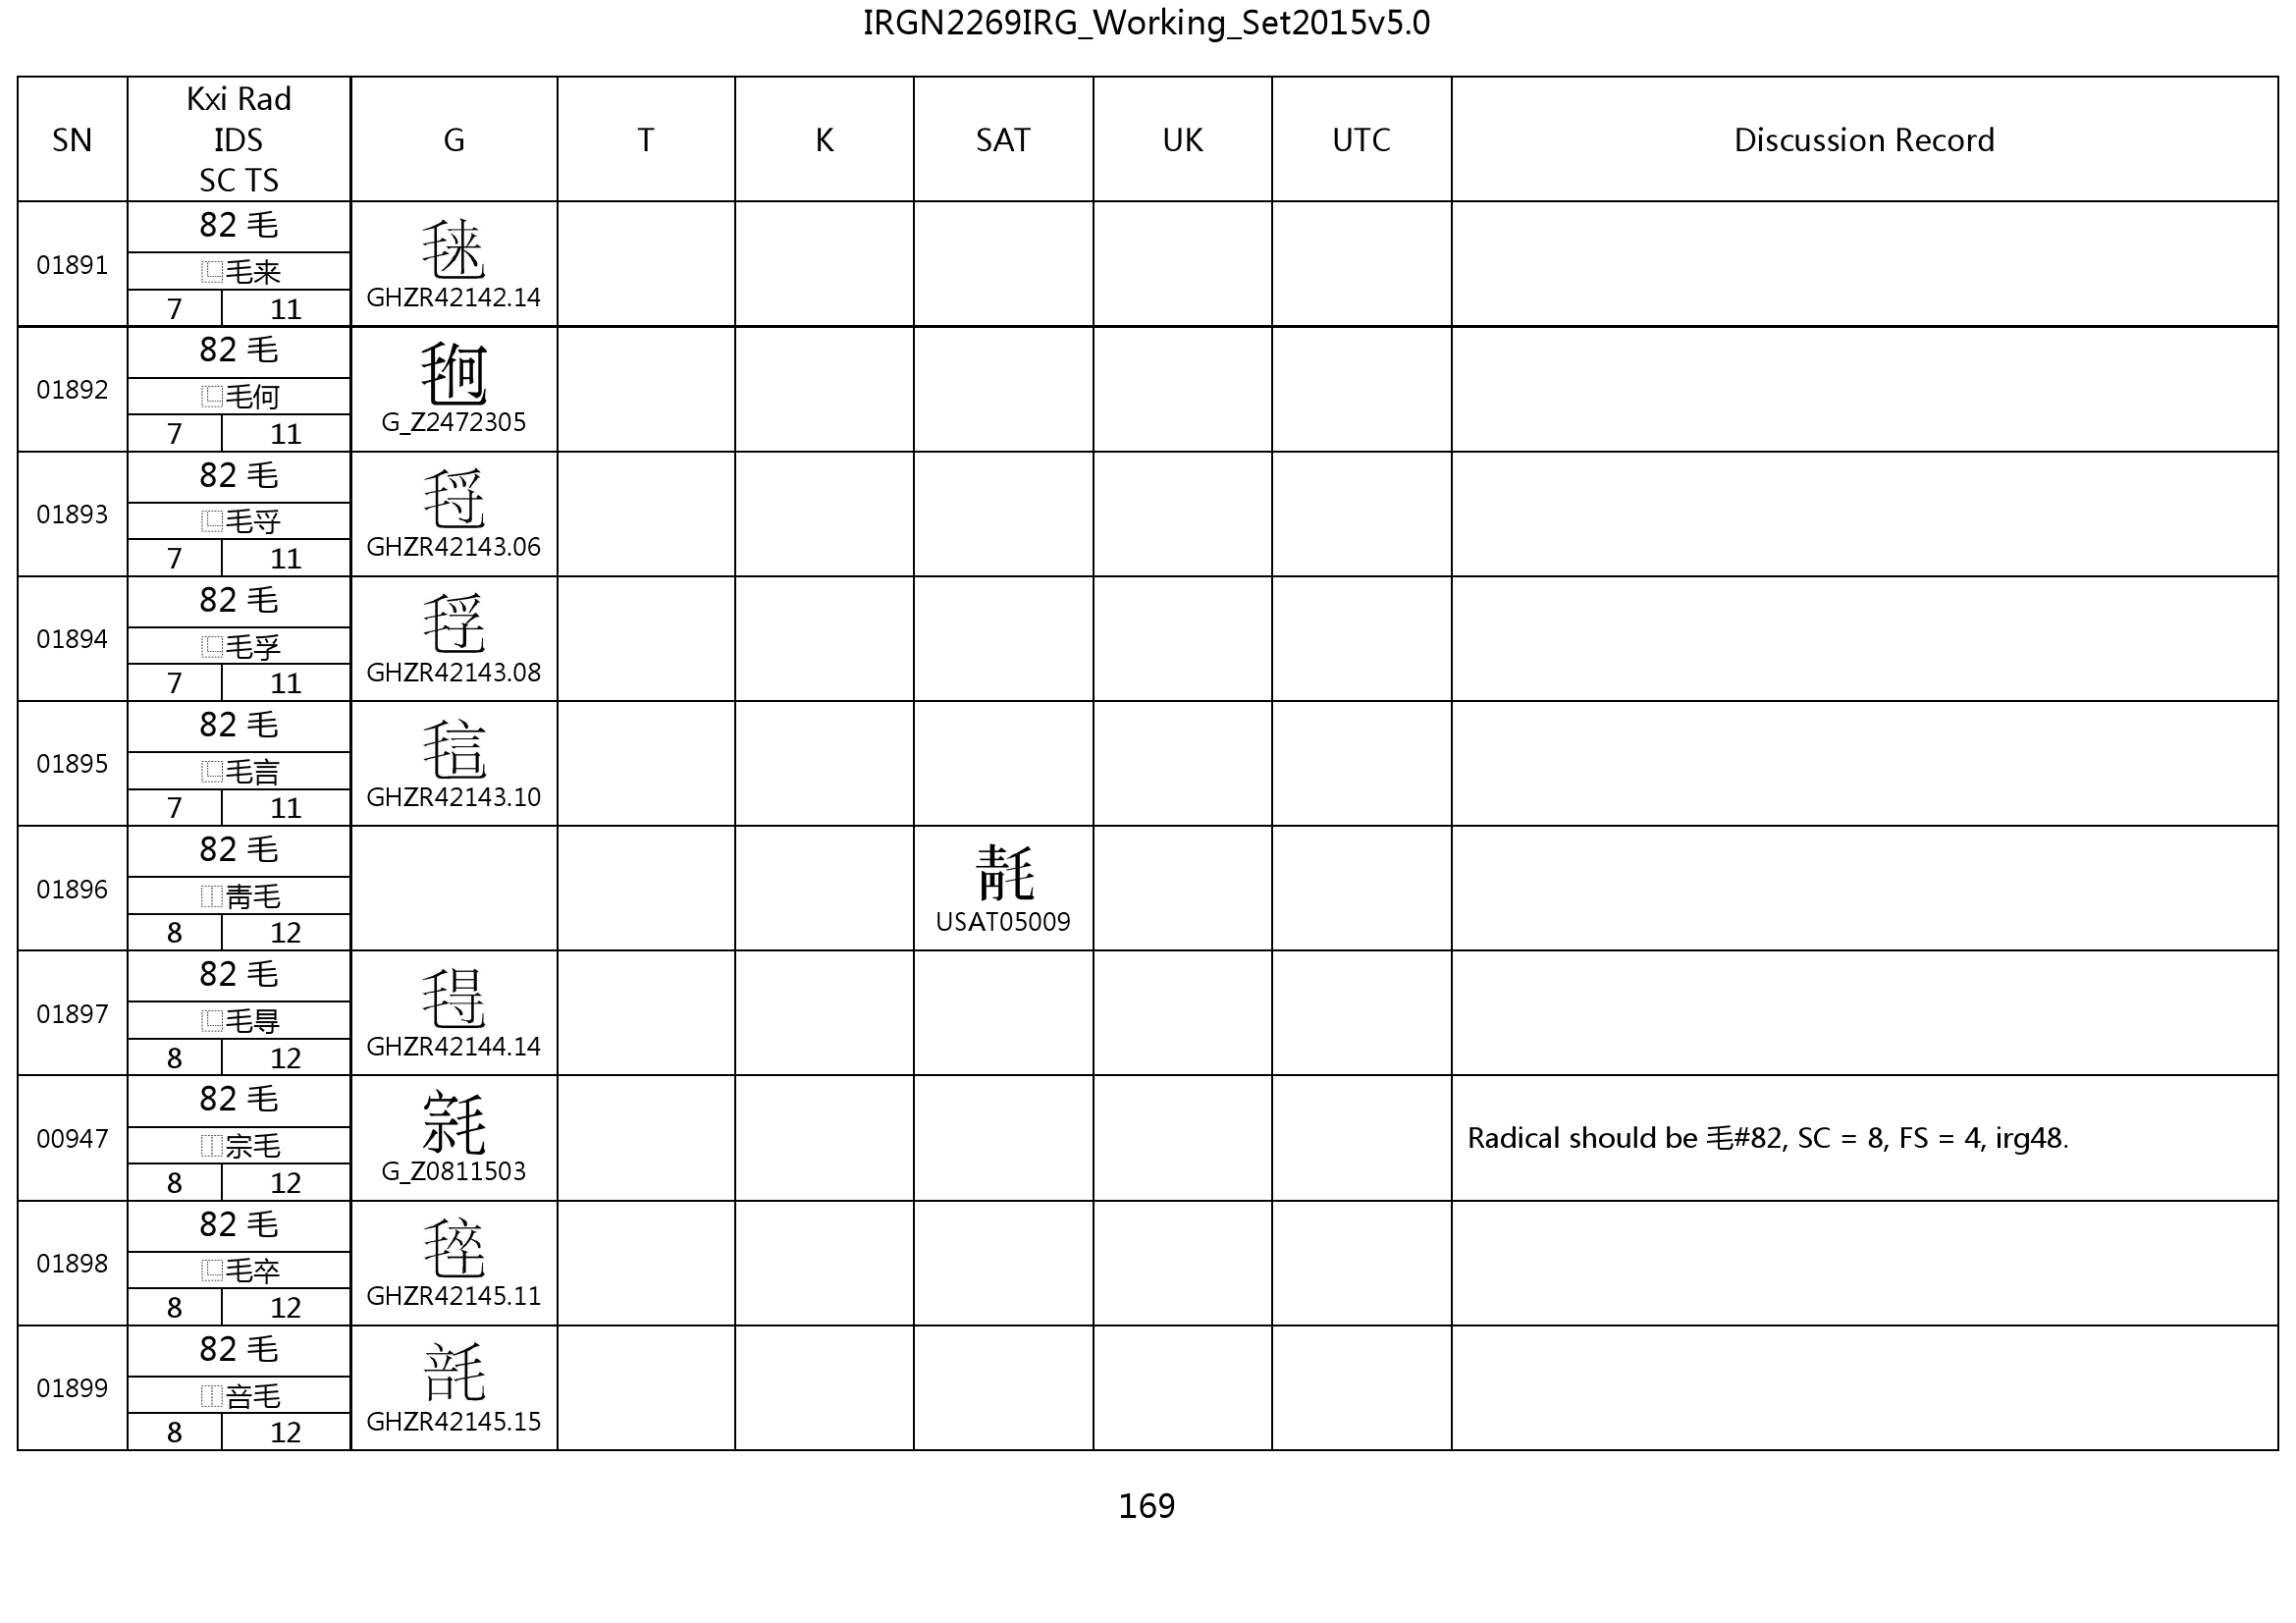 IRGN2269IRG_Working_Set2015v5.0
SN Kxi Rad IDS SC TS G T K SAT UK UTC Discussion Record
01891
82 毛
⿺毛来
7 11
GHZR42142.14
01892
82 毛
⿺毛何
7 11
G_Z2472305
01893
82 毛
⿺毛寽
7 11
GHZR42143.06
01894
82 毛
⿺毛孚
7 11
GHZR42143.08
01895
82 毛
⿺毛言
7 11
GHZR42143.10
01896
82 毛
⿰靑毛
8 12
USAT05009
01897
82 毛
⿺毛㝵
8 12
GHZR42144.14
00947
82 毛
⿰宗毛
8 12
G_Z0811503
Radical should be 毛#82, SC = 8, FS = 4, irg48.
01898
82 毛
⿺毛卒
8 12
GHZR42145.11
01899
82 毛
⿰咅毛
8 12
GHZR42145.15
169